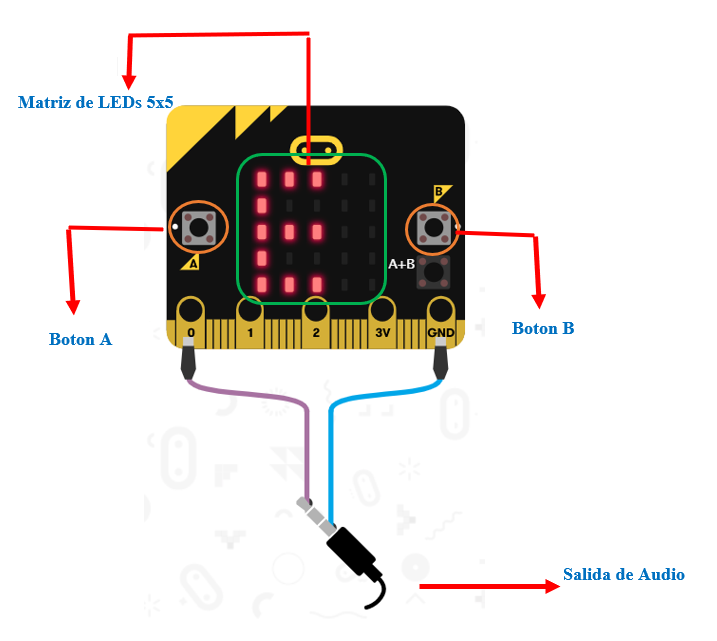 Matriz de LEDs 5x5
B
A
A+B
0 1 2 3V GND
Boton A
Boton B
Salida de Audio